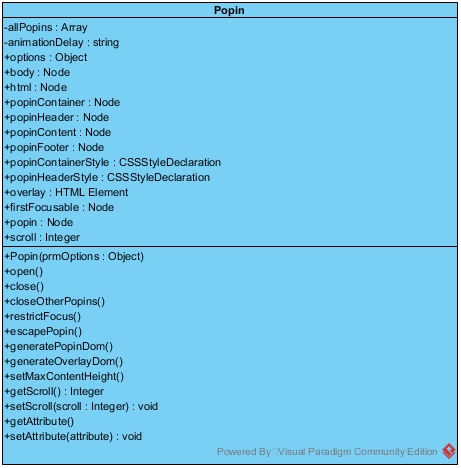 Popin
-allPopins : Array
-animationDelay : string
+options : Object
+body : Node
+html : Node
+popinContainer : Node
+popinHeader : Node
+popinContent : Node
+popinFooter : Node
+popinContainerStyle : CSSStyleDeclaration
+popinHeaderStyle : CSSStyleDeclaration
+overlay : HTML Element
+firstFocusable : Node
+popin : Node
+scroll : Integer
+Popin(prmOptions : Object)
+open()
+close()
+closeOtherPopins()
+restrictFocus()
+escapePopin()
+generatePopinDom()
+generateOverlayDom()
+setMaxContentHeight()
+getScroll() : Integer
+setScroll(scroll : Integer) : void
+getAttribute()
+setAttribute(attribute) : void
Powered By Visual Paradigm Community Edition